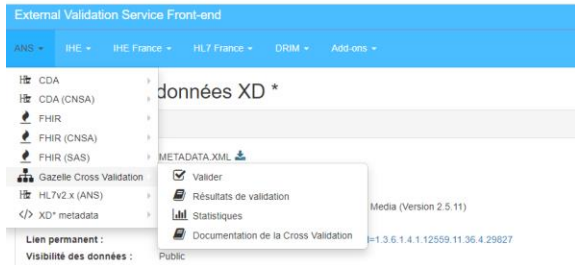 External Validation Service Front-end
ANS IHE IHE France HL7 France DRIM Add-ons
CDA
CDA (CNSA)
FHIR
FHIR (CNSA)
FHIR (SAS)
Gazelle Cross Validation
HL7v2.x (ANS)
XD* metadata
données XD *
METADATA.XML
Valider
Résultats de validation
Statistiques
Documentation de la Cross Validation
Media (Version 2.5.11)
Lien permanent : =1.3.6.1.4.1.12559.11.36.4.29827
Visibilité des données : Public